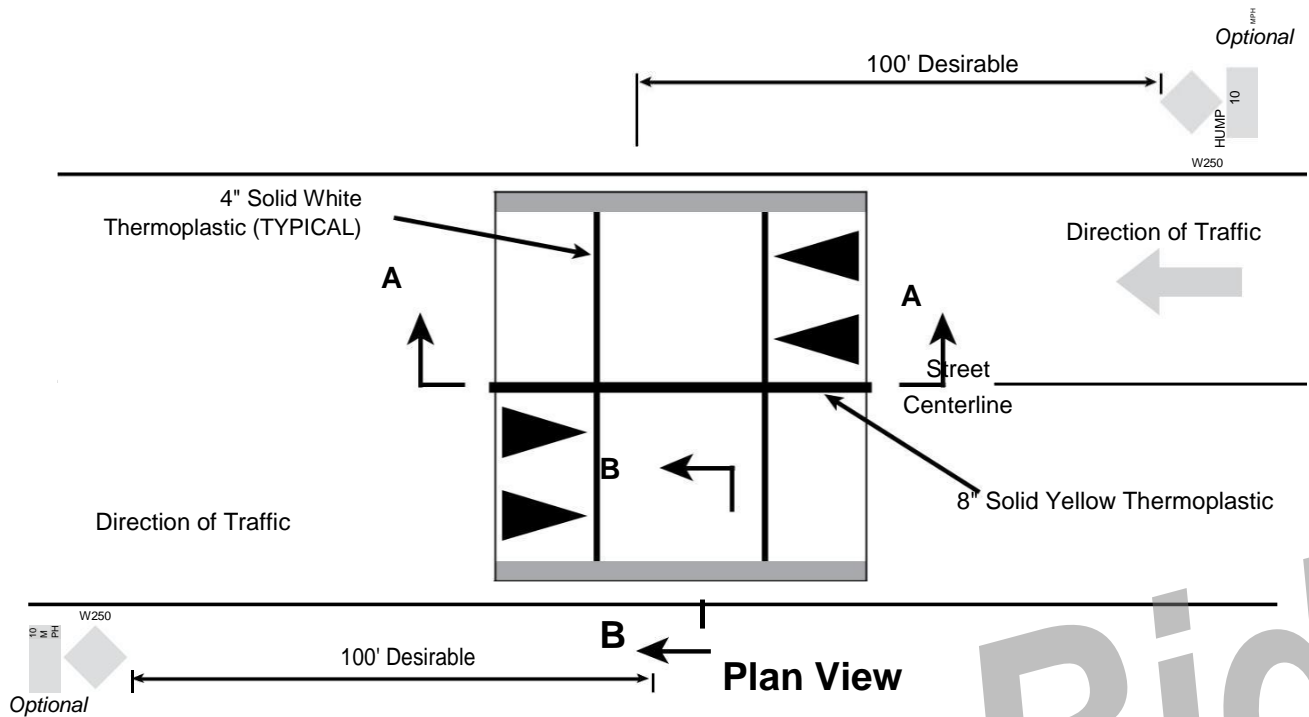 MPH
Optional
100' Desirable
10
HUMP
W250
4" Solid White
Thermoplastic (TYPICAL)
Direction of Traffic
A
A
Street
Centerline
B
8" Solid Yellow Thermoplastic
Direction of Traffic
W250
10
M
PH
B
100' Desirable
Plan View
Optional